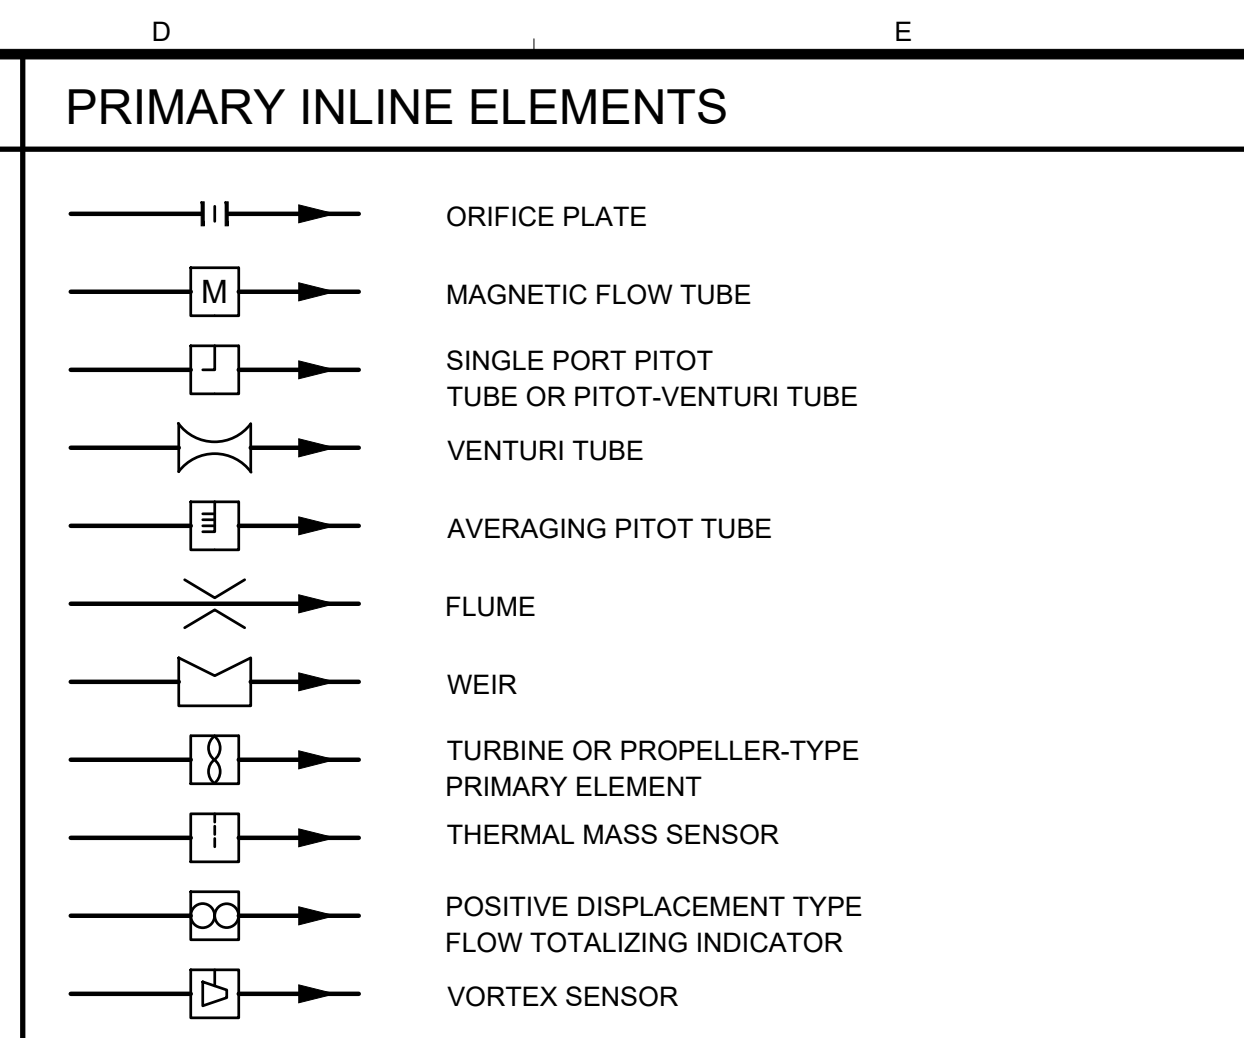 D
E
PRIMARY INLINE ELEMENTS
ORIFICE PLATE
M
MAGNETIC FLOW TUBE
SINGLE PORT PITOT
TUBE OR PITOT-VENTURI TUBE
VENTURI TUBE
AVERAGING PITOT TUBE
FLUME
WEIR
TURBINE OR PROPELLER-TYPE
PRIMARY ELEMENT
THERMAL MASS SENSOR
POSITIVE DISPLACEMENT TYPE
FLOW TOTALIZING INDICATOR
VORTEX SENSOR